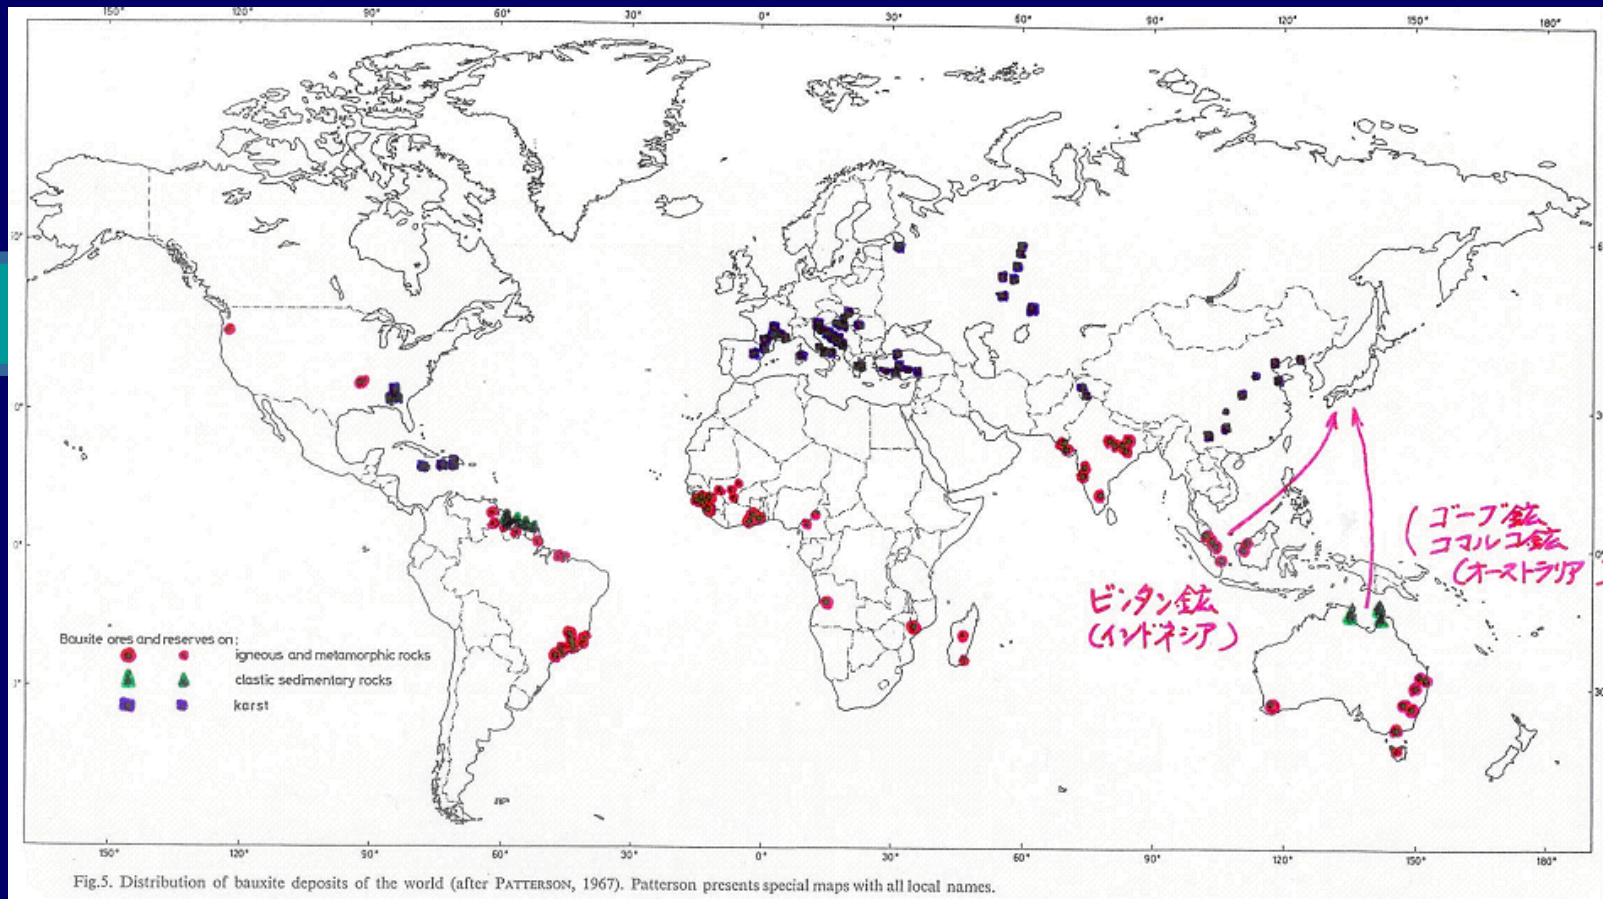 150° 120° 90° 60° 30° 0° 30° 60° 90° 120° 150° 180°
ゴーブ鉱
コマルコ鉱
(オーストラリア)
ビンタン鉱
(インドネシア)
Bauxite ores and reserves on:
igneous and metamorphic rocks
clastic sedimentary rocks
karst
30
150° 120° 90° 60° 30° 0° 30° 60° 90° 120° 150° 180°
Fig.5. Distribution of bauxite deposits of the world (after PATTERSON, 1967). Patterson presents special maps with all local names.